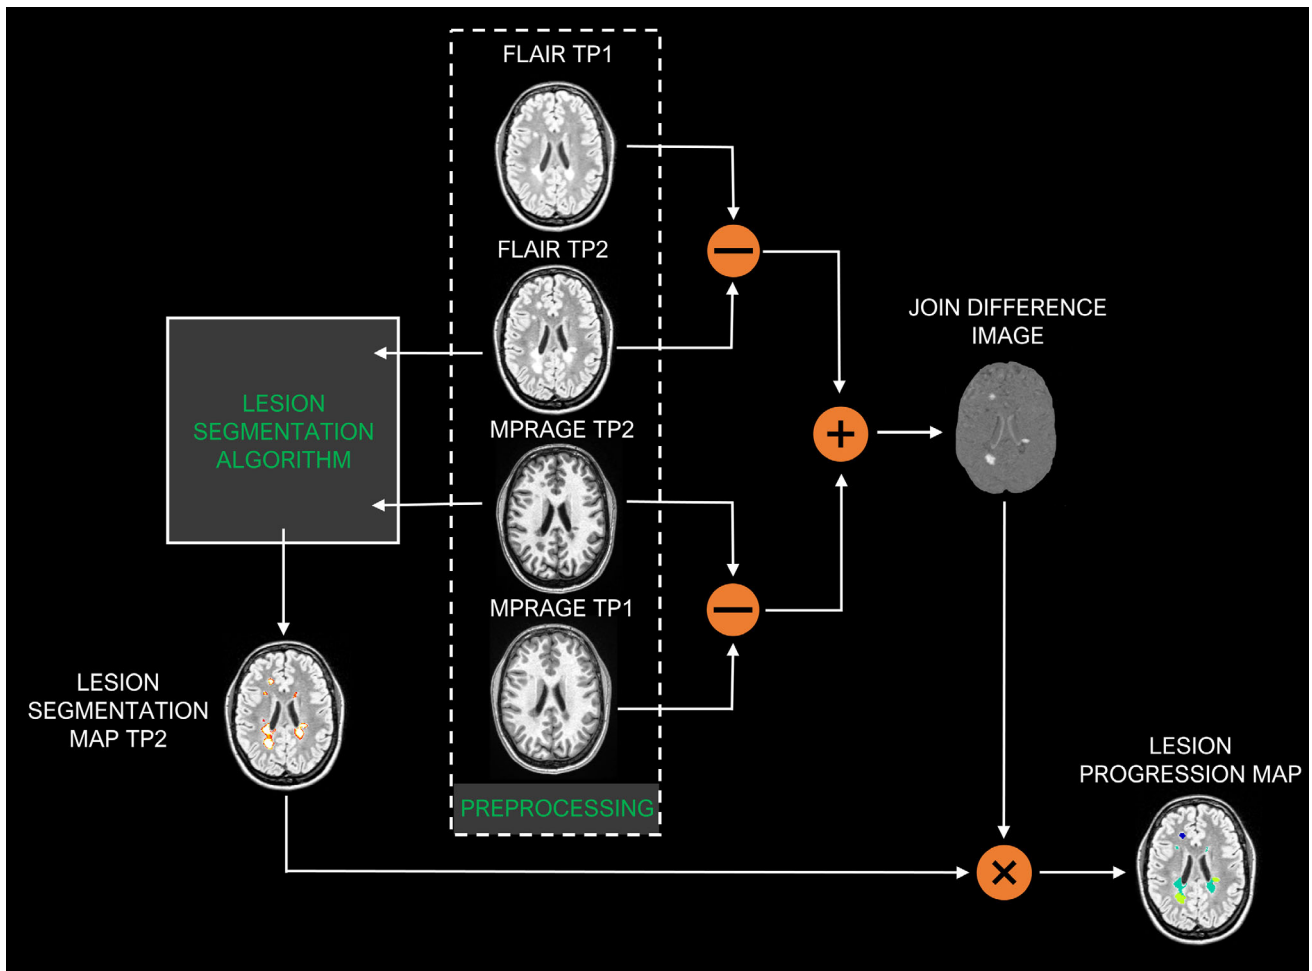 FLAIR TP1
FLAIR TP2
JOIN DIFFERENCE
IMAGE
LESION
SEGMENTATION
ALGORITHM
MPRAGE TP2
MPRAGE TP1
LESION
SEGMENTATION
MAP TP2
PREPROCESSING
LESION
PROGRESSION MAP